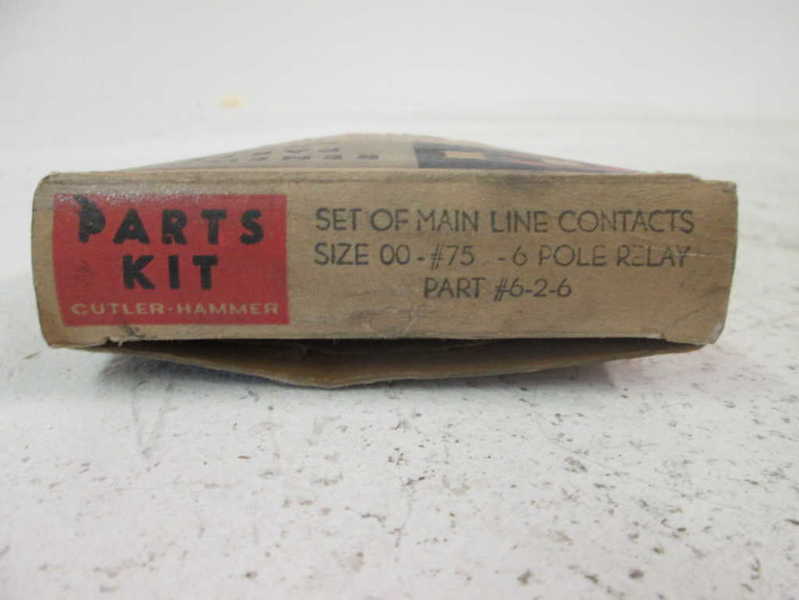 PARTS
KIT
CUTLER-HAMMER
SET OF MAIN LINE CONTACTS
SIZE 00-#75 -6 POLE RELAY
PART #6-2-6